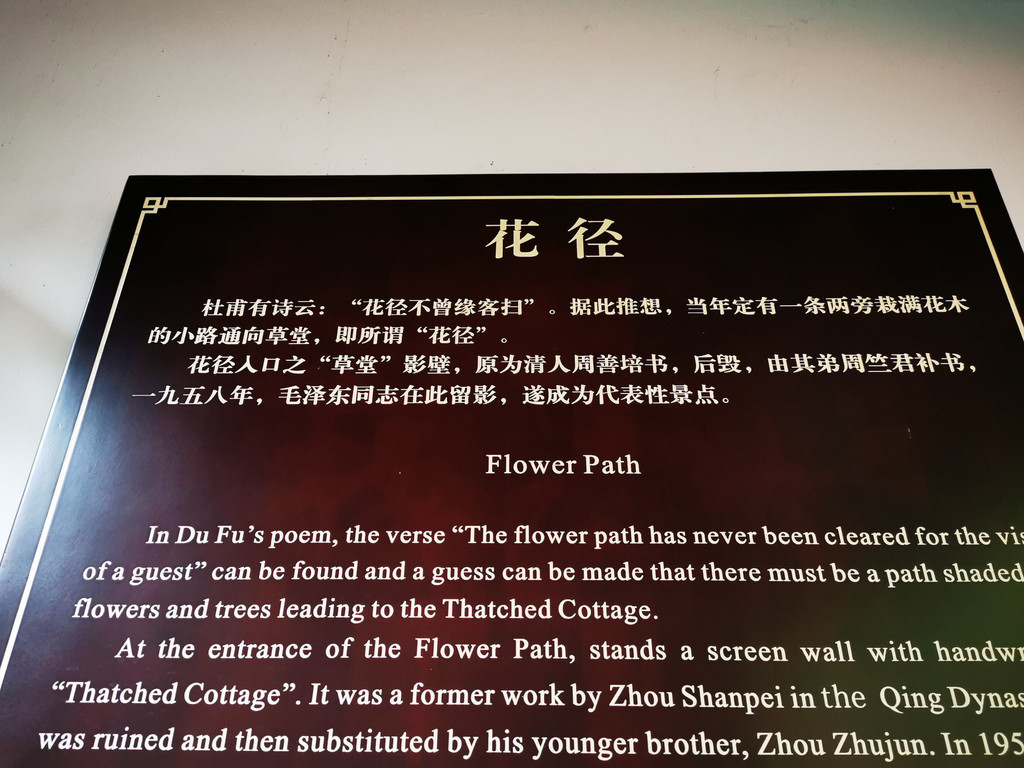 花径
杜甫有诗云：“花径不曾缘客扫”。据此推想，当年定有一条两旁栽满花木
的小路通向草堂，即所谓“花径”。
花径入口之“草堂”影壁，原为清人周善培书，后毁，由其弟周竺君补书，
一九五八年，毛泽东同志在此留影，遂成为代表性景点。
Flower Path
In Du Fu’s poem, the verse “The flower path has never been cleared for the
of a guest” can be found and a guess can be made that there must be a path shaded
flowers and trees leading to the Thatched Cottage.
At the entrance of the Flower Path, stands a screen wall with
“Thatched Cottage”. It was a former work by Zhou Shanpei in the Qing
was ruined and then substituted by his younger brother, Zhou Zhujun. In